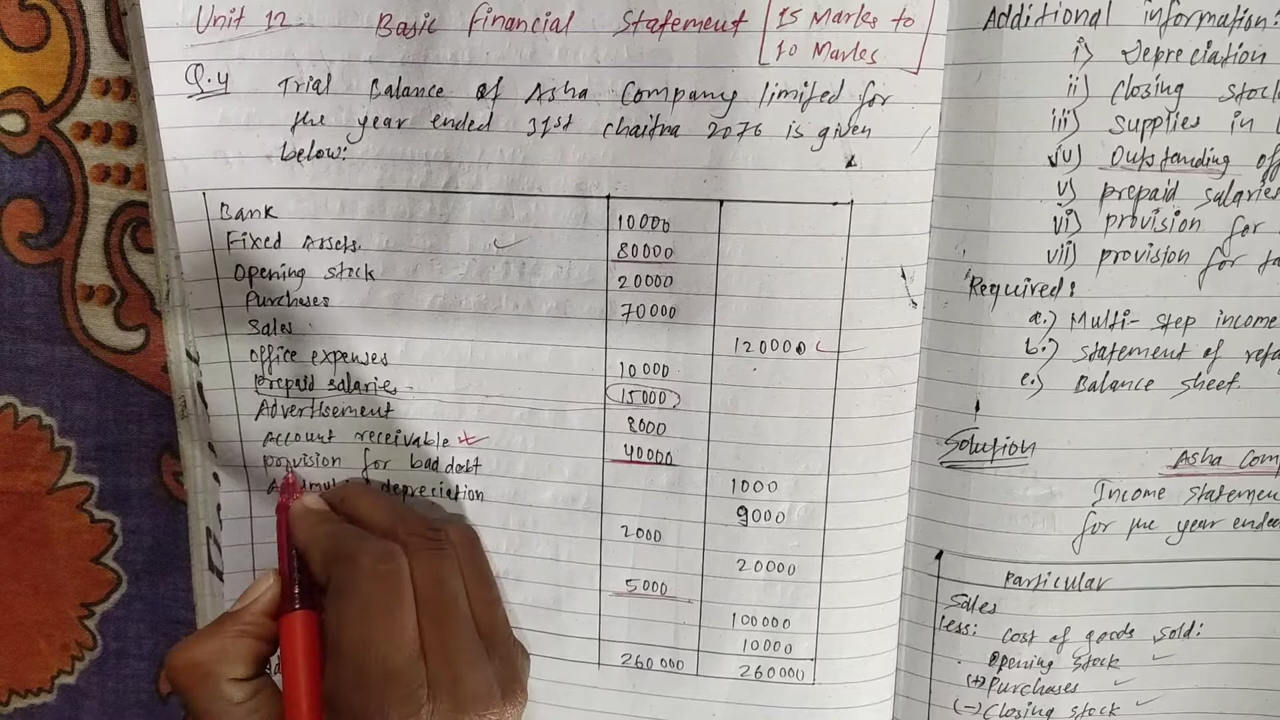 Unit 12 Basic Financial Statement [15 Marks to
10 Marks]
Q.4 Trial Balance of Asha Company limited for
the year ended 31st chaitra 2076 is given
below:
Bank 10000
Fixed Assets 80000
Opening stock 20000
Purchases 70000
Sales 120000
Office expenses 10000
Prepaid salaries 15000
Advertisement 8000
Account receivable 40000
provision for bad debt 1000
depreciation 9000
2000
20000
5000
100000
10000
260000 260000
Additional information:
i) Depreciation
ii) Closing stock
iii) Supplies in
iv) Outstanding
v) prepaid salaries
vi) provision for
vii) provision for
Required:
a.) Multi-step income
b.) Statement of
c.) Balance sheet.
Solution
Asha
Income Statement
for the year ended
Particular
Sales
less: Cost of goods sold:
Opening stock
(+) Purchases
(-) Closing stock